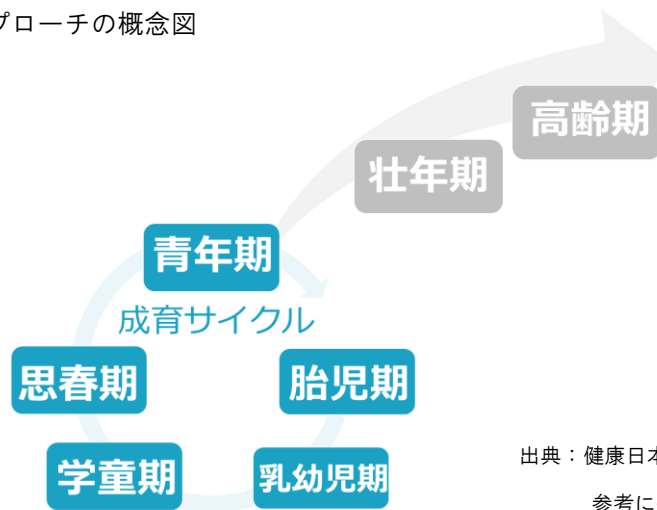 プローチの概念図
高齢期
壮年期
青年期
成育サイクル
思春期
胎児期
学童期
乳幼児期
出典：健康日本
参考に